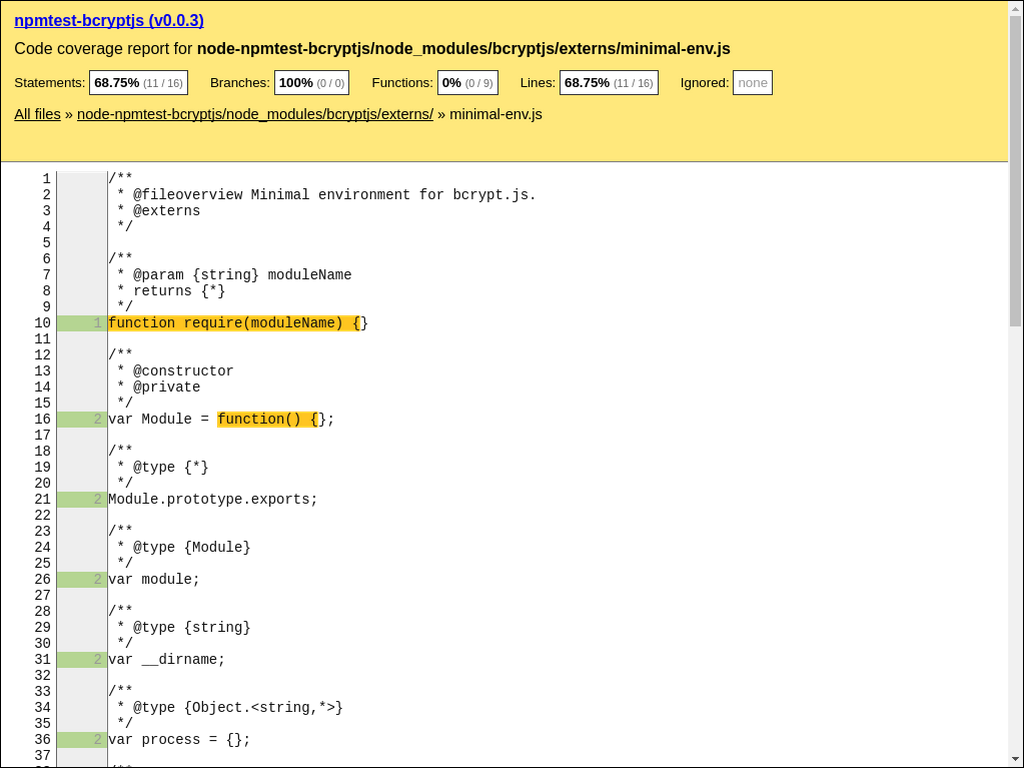 npmtest-bcryptjs (v0.0.3)
Code coverage report for node-npmtest-bcryptjs/node_modules/bcryptjs/externs/minimal-env.js
Statements: 68.75% (11 / 16) Branches: 100% (0 / 0) Functions: 0% (0 / 9) Lines: 68.75% (11 / 16) Ignored: none
All files » node-npmtest-bcryptjs/node_modules/bcryptjs/externs/ » minimal-env.js
1 /**
2  * @fileoverview Minimal environment for bcrypt.js.
3  * @externs
4  */
5
6 /**
7  * @param {string} moduleName
8  * returns {*}
9  */
10 1 function require(moduleName) {}
11
12 /**
13  * @constructor
14  * @private
15  */
16 2 var Module = function() {};
17
18 /**
19  * @type {*}
20  */
21 2 Module.prototype.exports;
22
23 /**
24  * @type {Module}
25  */
26 2 var module;
27
28 /**
29  * @type {string}
30  */
31 2 var __dirname;
32
33 /**
34  * @type {Object.<string,*>}
35  */
36 2 var process = {};
37